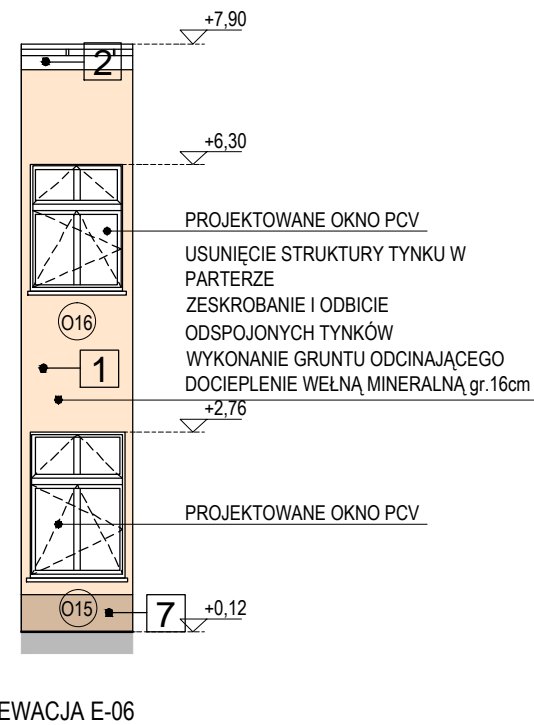 +7,90
2'
+6,30
PROJEKTOWANE OKNO PCV
USUNIĘCIE STRUKTURY TYNKU W
PARTERZE
ZESKROBANIE I ODBICIE
ODSPOJONYCH TYNKÓW
WYKONANIE GRUNTU ODCINAJĄCEGO
DOCIEPLENIE WEŁNĄ MINERALNĄ gr.16cm
O16
1
+2,76
PROJEKTOWANE OKNO PCV
O15
7
+0,12
EWACJA E-06